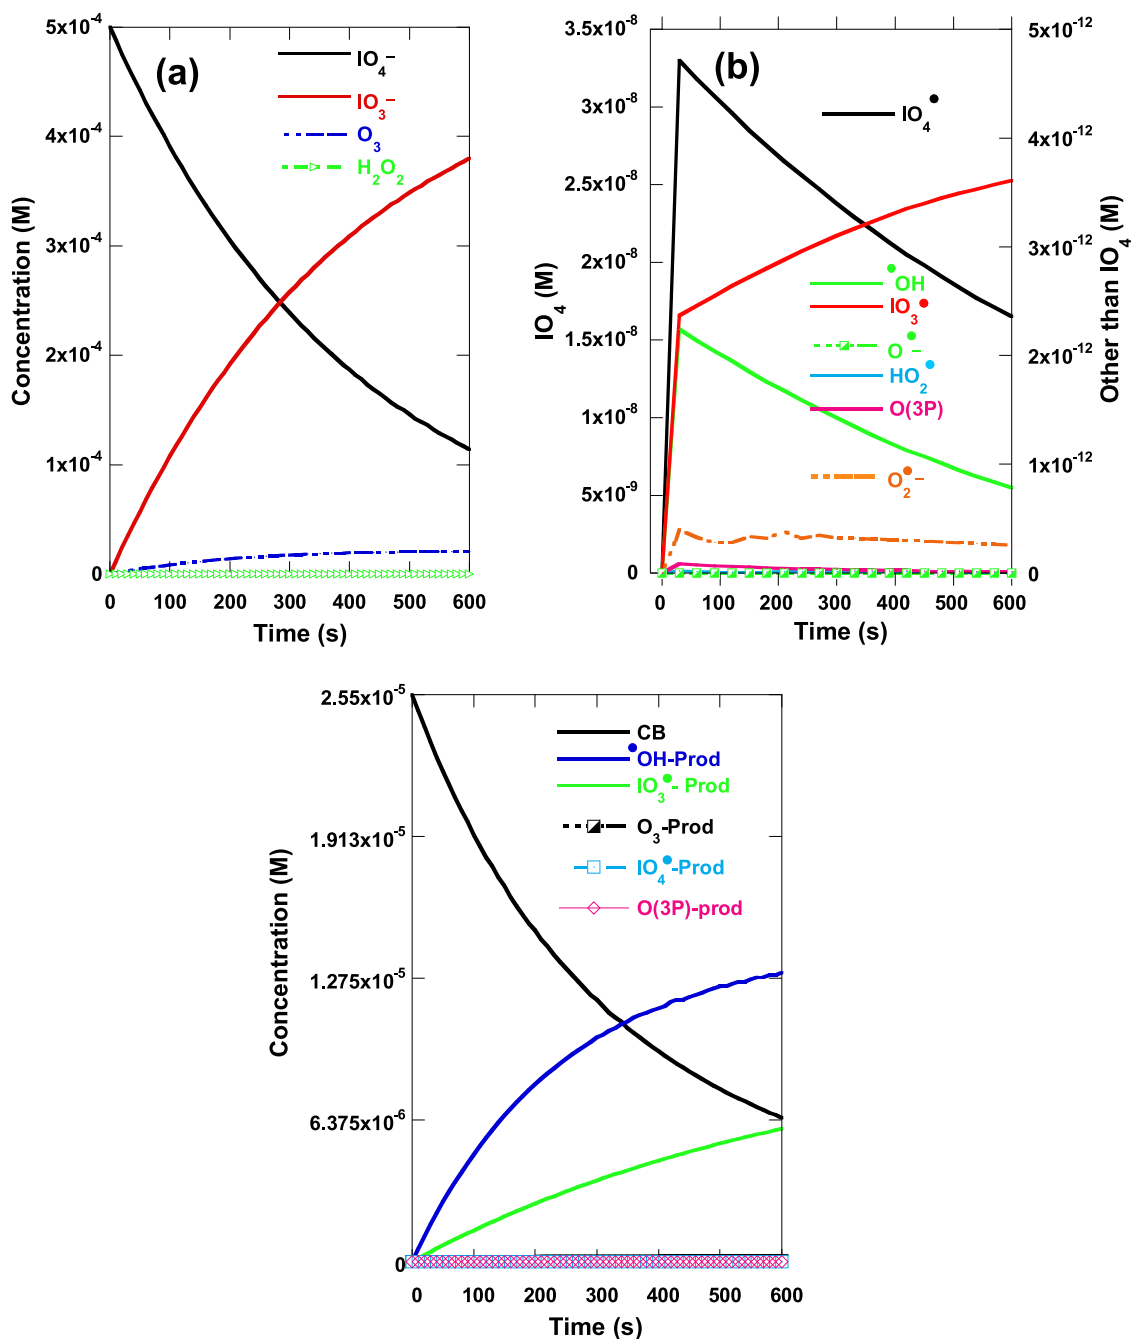 (a)
5x10-4
4x10-4
3x10-4
2x10-4
1x10-4
0
Concentration (M)
IO4−
IO3−
O3
H2O2
0 100 200 300 400 500 600
Time (s)
(b)
3.5x10-8
3x10-8
2.5x10-8
2x10-8
1.5x10-8
1x10-8
5x10-9
0
IO4 (M)
IO4•
•OH
IO3•
O•−
HO2•
O(3P)
O2•−
5x10-12
4x10-12
3x10-12
2x10-12
1x10-12
0
Other than IO4 (M)
0 100 200 300 400 500 600
Time (s)
2.55x10-5
1.913x10-5
1.275x10-5
6.375x10-6
0
Concentration (M)
CB
•OH-Prod
IO3•- Prod
O3-Prod
IO4•-Prod
O(3P)-prod
0 100 200 300 400 500 600
Time (s)